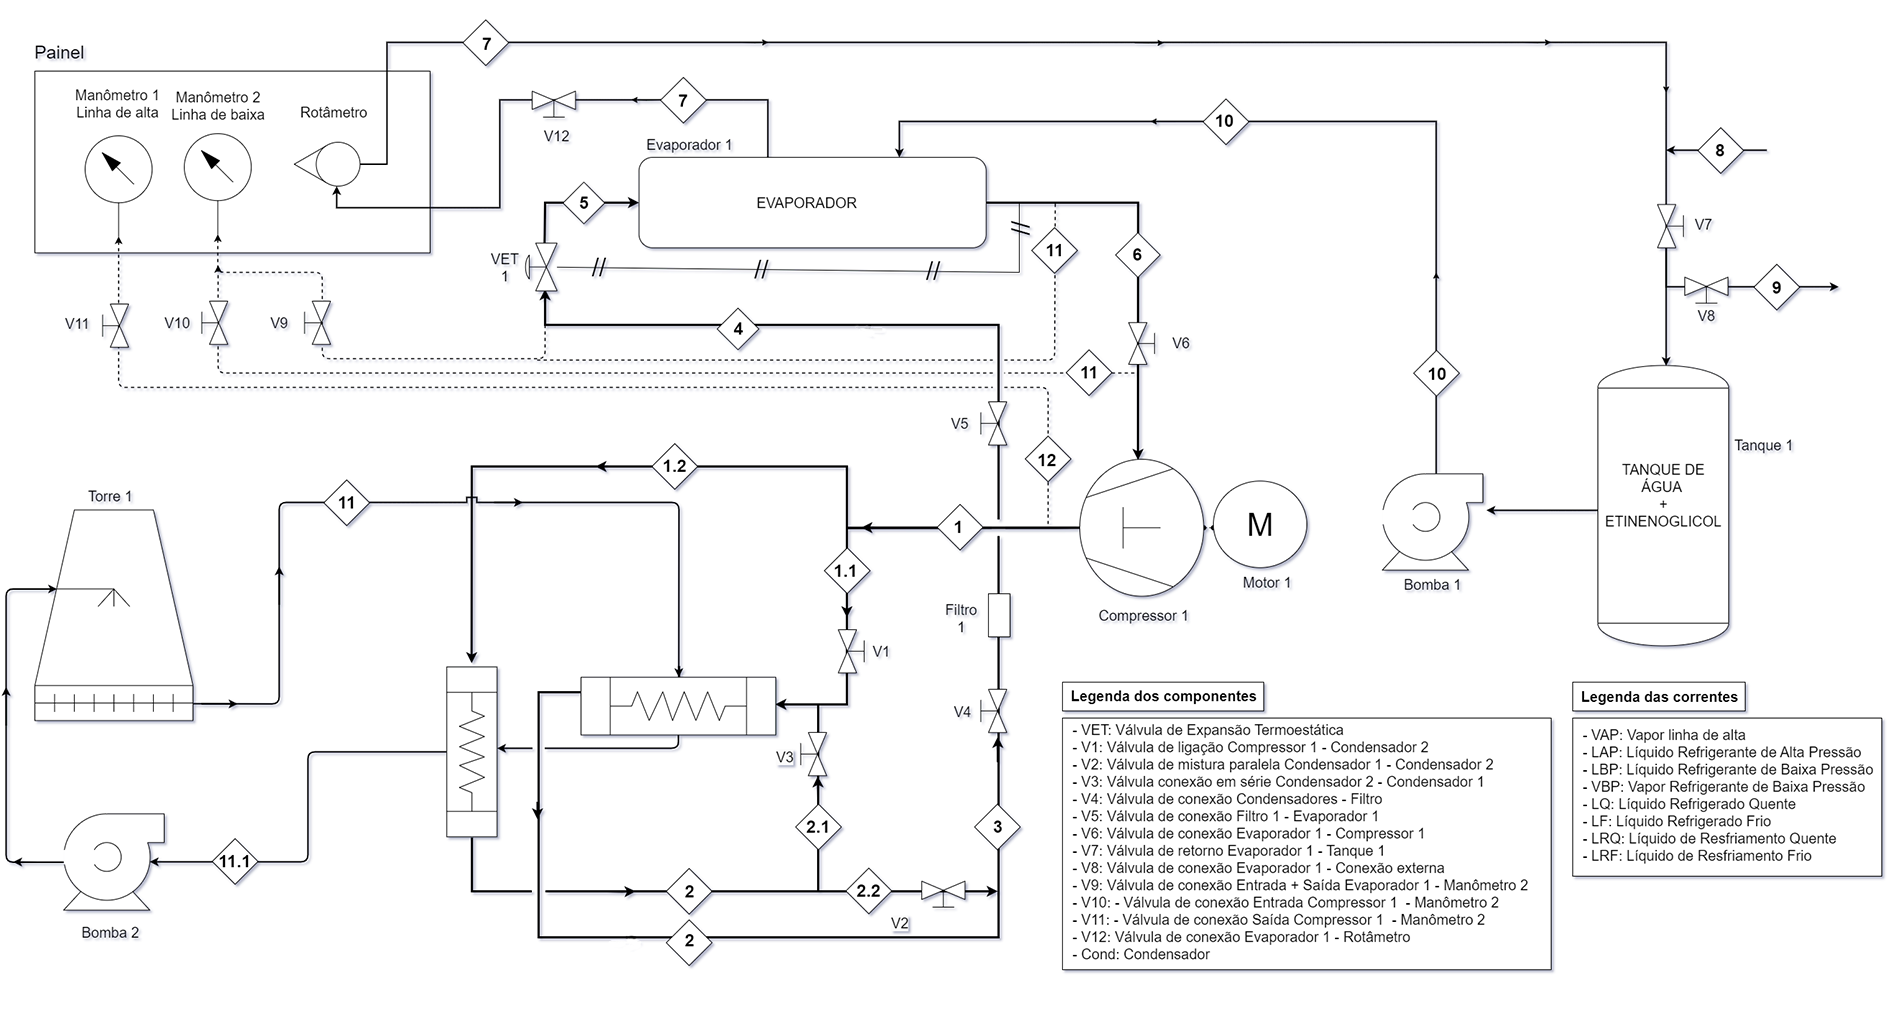 7
Painel
Manômetro 1
Linha de alta
Manômetro 2
Linha de baixa
Rotâmetro
7
V12
10
Evaporador 1
8
EVAPORADOR
5
V7
VET
1
11
6
9
V8
V11
V10
V9
4
V6
11
10
V5
Tanque 1
12
1.2
TANQUE DE
ÁGUA
+
ETINENOGLICOL
Torre 1
11
1
M
1.1
Motor 1
Bomba 1
Filtro
1
Compressor 1
V1
V4
V3
2.1
3
11.1
2
2.2
V2
Bomba 2
2
Legenda dos componentes
- VET: Válvula de Expansão Termoestática
- V1: Válvula de ligação Compressor 1 - Condensador 2
- V2: Válvula de mistura paralela Condensador 1 - Condensador 2
- V3: Válvula conexão em série Condensador 2 - Condensador 1
- V4: Válvula de conexão Condensadores - Filtro
- V5: Válvula de conexão Filtro 1 - Evaporador 1
- V6: Válvula de conexão Evaporador 1 - Compressor 1
- V7: Válvula de retorno Evaporador 1 - Tanque 1
- V8: Válvula de conexão Evaporador 1 - Conexão externa
- V9: Válvula de conexão Entrada + Saída Evaporador 1 - Manômetro 2
- V10: - Válvula de conexão Entrada Compressor 1 - Manômetro 2
- V11: - Válvula de conexão Saída Compressor 1 - Manômetro 2
- V12: Válvula de conexão Evaporador 1 - Rotâmetro
- Cond: Condensador
Legenda das correntes
- VAP: Vapor linha de alta
- LAP: Líquido Refrigerante de Alta Pressão
- LBP: Líquido Refrigerante de Baixa Pressão
- VBP: Vapor Refrigerante de Baixa Pressão
- LQ: Líquido Refrigerado Quente
- LF: Líquido Refrigerado Frio
- LRQ: Líquido de Resfriamento Quente
- LRF: Líquido de Resfriamento Frio